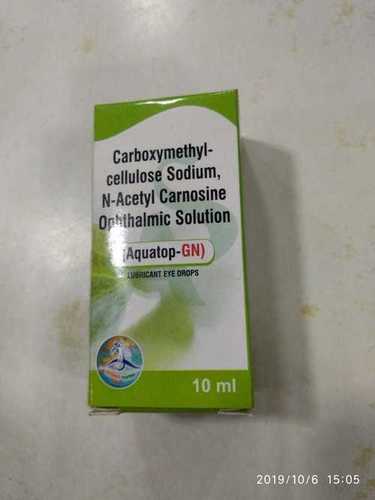 Carboxymethyl-
cellulose Sodium,
N-Acetyl Carnosine
Ophthalmic Solution
(Aquatop-GN)
LUBRICANT EYE DROPS
10 ml
2019/10/6 15:05